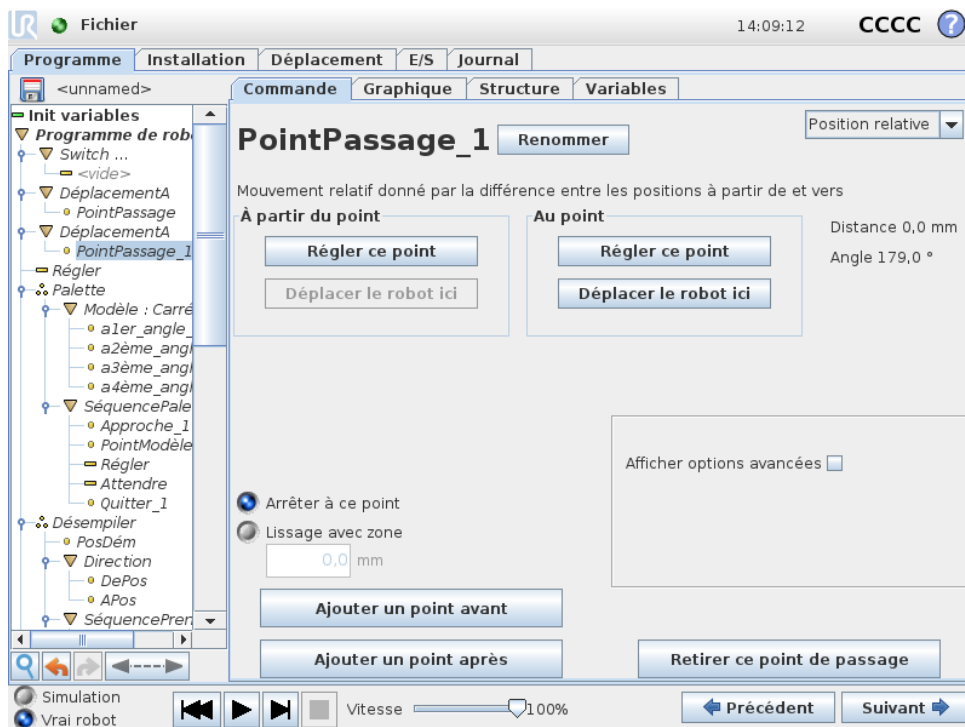 UR Fichier 14:09:12 CCCC ?
Programme Installation Déplacement E/S Journal
<unnamed>
Commande Graphique Structure Variables
Init variables
Programme de rob
Switch ...
<vide>
DéplacementA
PointPassage
DéplacementA
PointPassage_1
Régler
Palette
Modèle : Carré
a1er_angle_
a2ème_angl
a3ème_angl
a4ème_angl
SéquencePale
Approche_1
PointModèle
Régler
Attendre
Quitter_1
Désempiler
PosDém
Direction
DePos
APos
SéquencePren
PointPassage_1 Renommer Position relative
Mouvement relatif donné par la différence entre les positions à partir de et vers
À partir du point
Régler ce point
Déplacer le robot ici
Au point
Régler ce point
Déplacer le robot ici
Distance 0,0 mm
Angle 179,0 °
Afficher options avancées
Arrêter à ce point
Lissage avec zone
0,0 mm
Ajouter un point avant
Ajouter un point après
Retirer ce point de passage
Simulation
Vrai robot
Vitesse 100%
Précédent Suivant